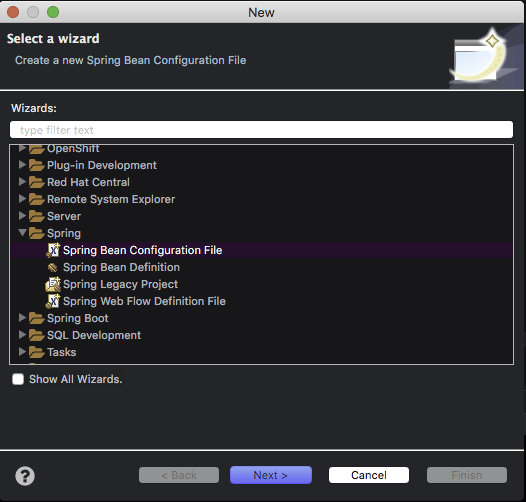 New
Select a wizard
Create a new Spring Bean Configuration File
Wizards:
type filter text
OpenShift
Plug-in Development
Red Hat Central
Remote System Explorer
Server
Spring
Spring Bean Configuration File
Spring Bean Definition
Spring Legacy Project
Spring Web Flow Definition File
Spring Boot
SQL Development
Tasks
Show All Wizards.
? < Back Next > Cancel Finish